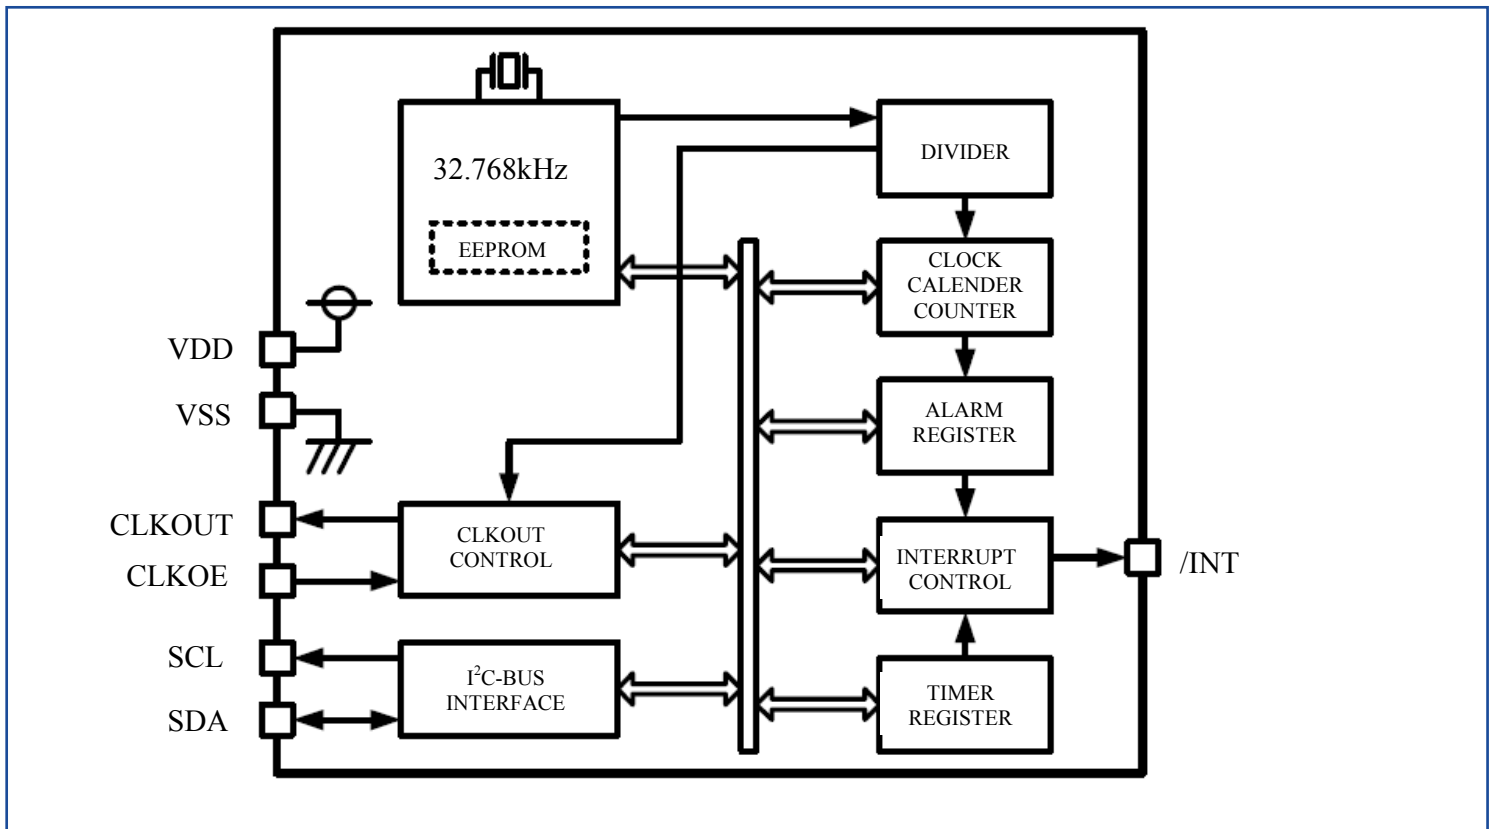 32.768kHz
EEPROM
DIVIDER
CLOCK
CALENDER
COUNTER
VDD
VSS
ALARM
REGISTER
CLKOUT
CLKOE
CLKOUT
CONTROL
INTERRUPT
CONTROL
/INT
SCL
SDA
I²C-BUS
INTERFACE
TIMER
REGISTER